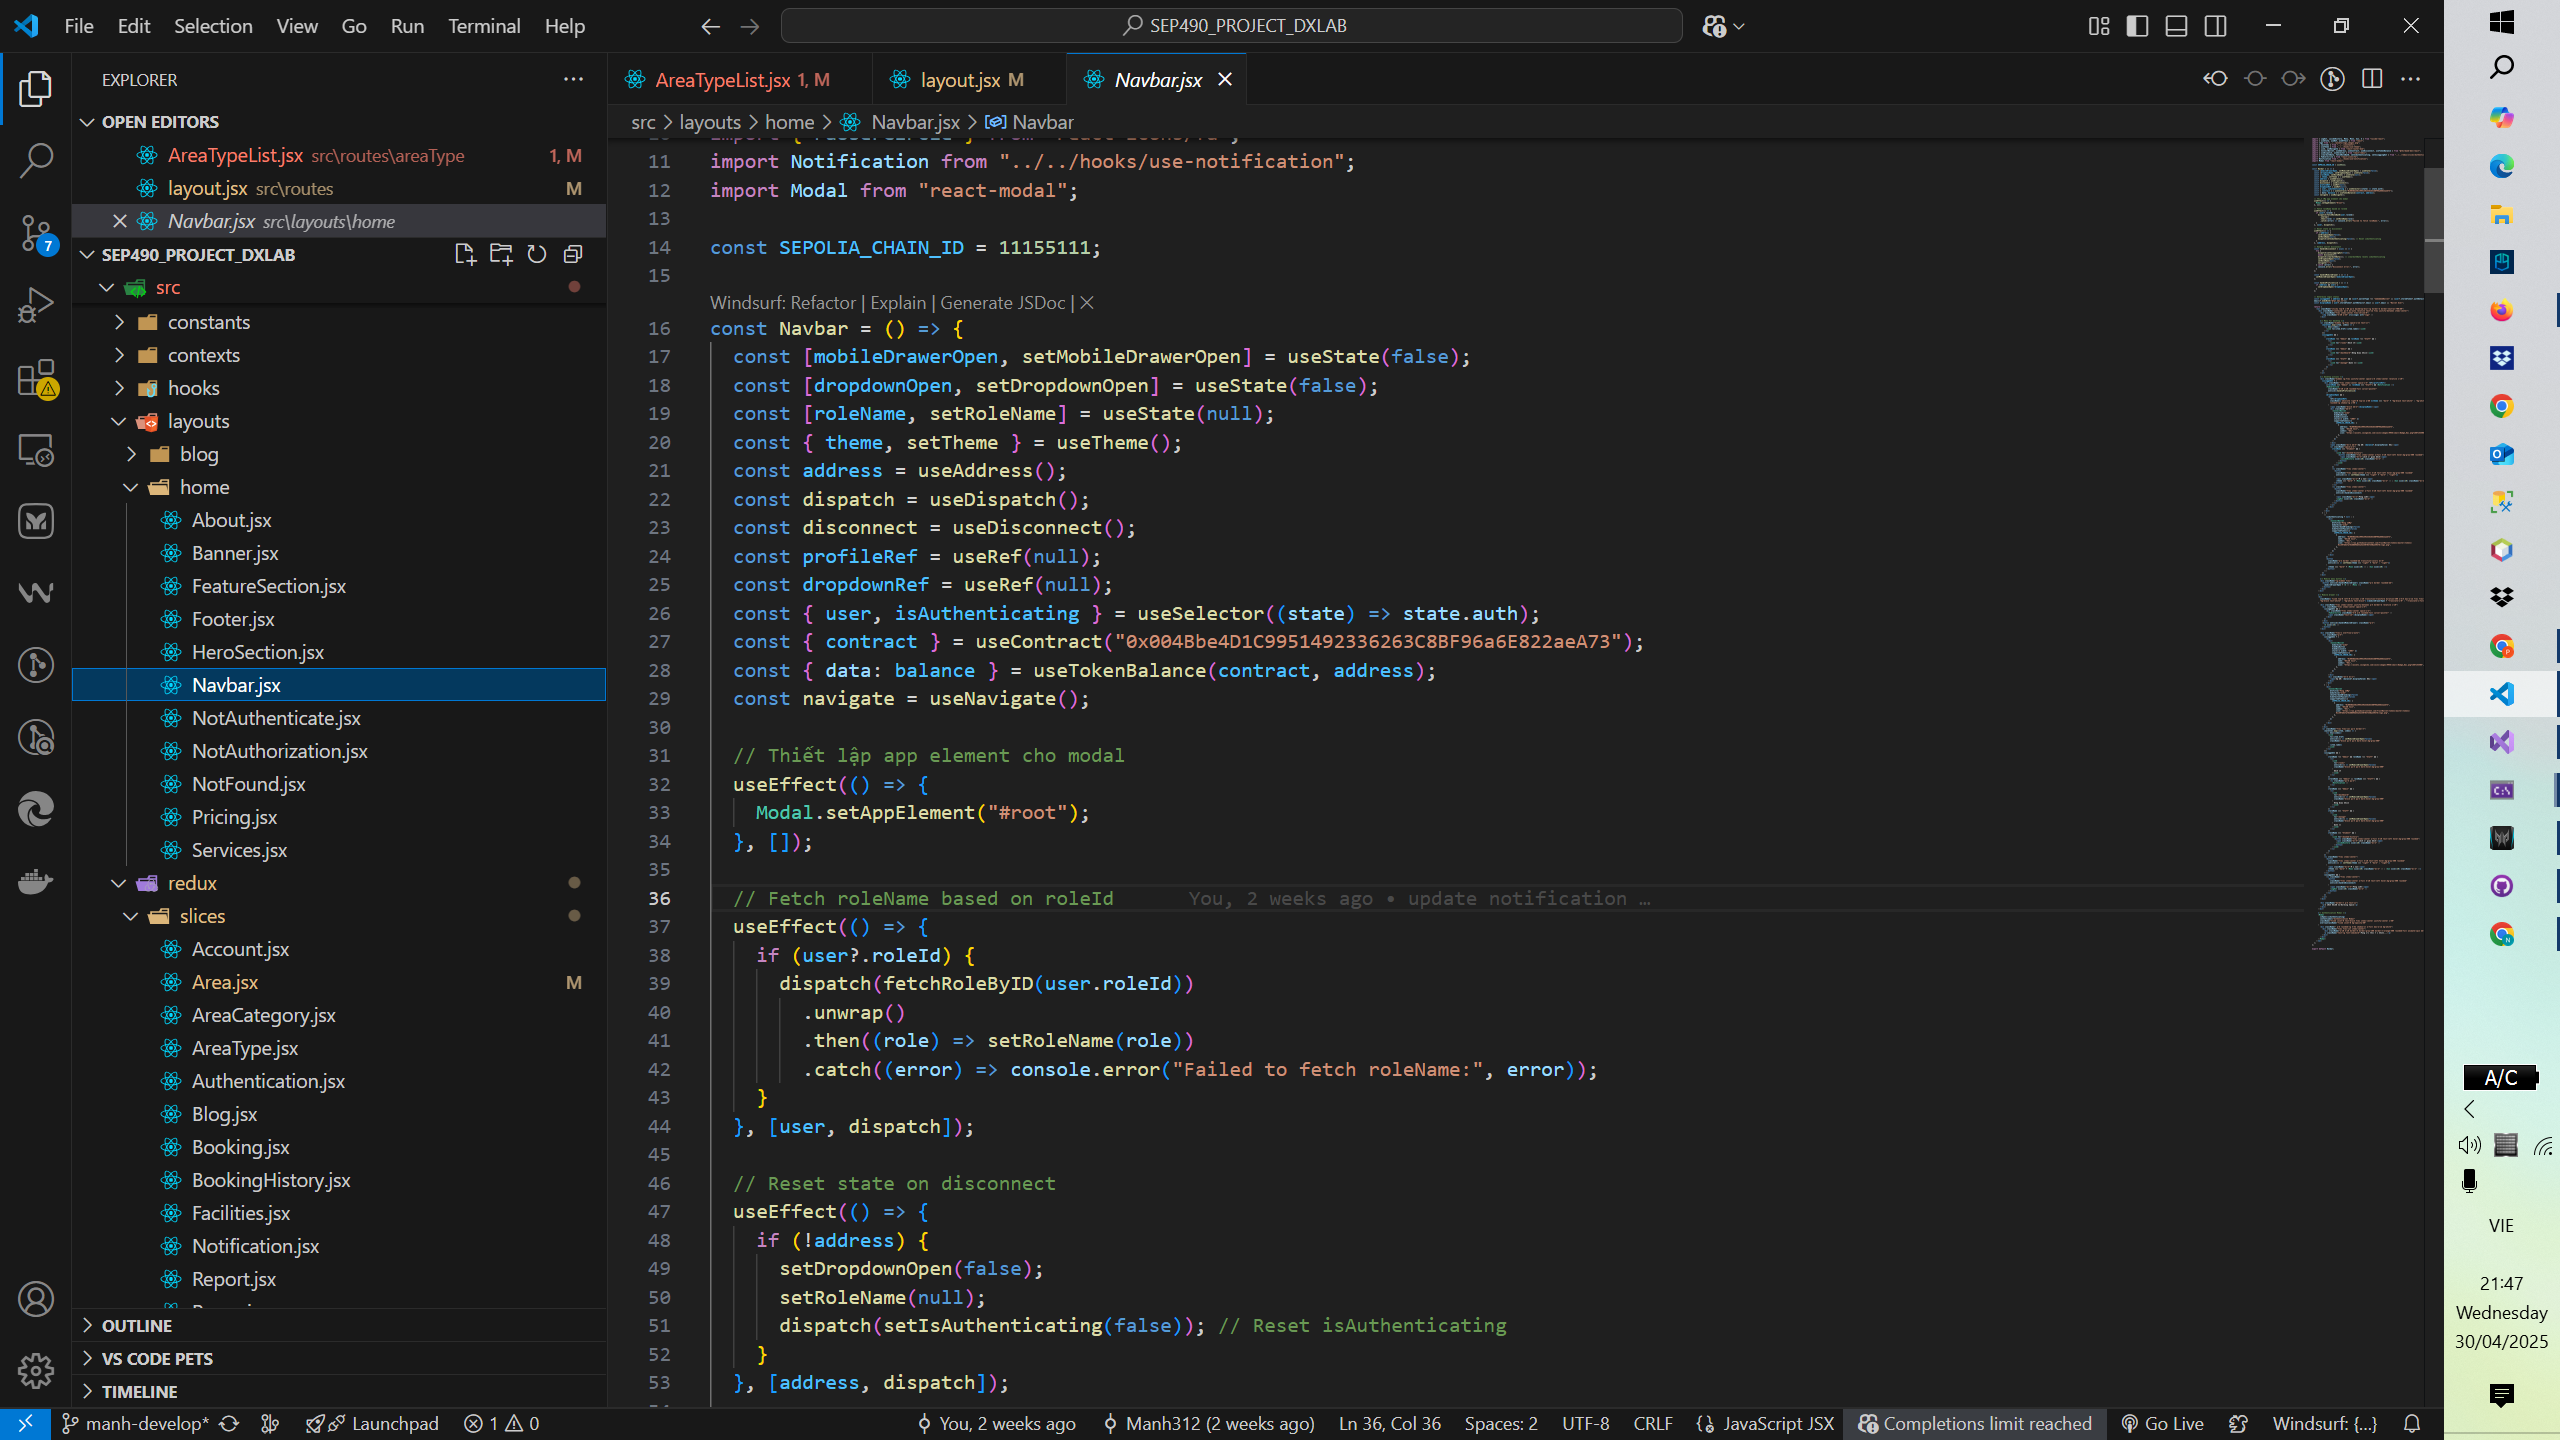 File Edit Selection View Go Run Terminal Help
SEP490_PROJECT_DXLAB
EXPLORER
OPEN EDITORS
AreaTypeList.jsx src\routes\areaType 1, M
layout.jsx src\routes M
Navbar.jsx src\layouts\home
SEP490_PROJECT_DXLAB
src
constants
contexts
hooks
layouts
blog
home
About.jsx
Banner.jsx
FeatureSection.jsx
Footer.jsx
HeroSection.jsx
Navbar.jsx
NotAuthenticate.jsx
NotAuthorization.jsx
NotFound.jsx
Pricing.jsx
Services.jsx
redux
slices
Account.jsx
Area.jsx M
AreaCategory.jsx
AreaType.jsx
Authentication.jsx
Blog.jsx
Booking.jsx
BookingHistory.jsx
Facilities.jsx
Notification.jsx
Report.jsx
OUTLINE
VS CODE PETS
TIMELINE
7
AreaTypeList.jsx 1, M layout.jsx M Navbar.jsx
src > layouts > home > Navbar.jsx > Navbar
11 import Notification from "../../hooks/use-notification";
12 import Modal from "react-modal";
13
14 const SEPOLIA_CHAIN_ID = 11155111;
15
Windsurf: Refactor | Explain | Generate JSDoc | X
16 const Navbar = () => {
17 const [mobileDrawerOpen, setMobileDrawerOpen] = useState(false);
18 const [dropdownOpen, setDropdownOpen] = useState(false);
19 const [roleName, setRoleName] = useState(null);
20 const { theme, setTheme } = useTheme();
21 const address = useAddress();
22 const dispatch = useDispatch();
23 const disconnect = useDisconnect();
24 const profileRef = useRef(null);
25 const dropdownRef = useRef(null);
26 const { user, isAuthenticating } = useSelector((state) => state.auth);
27 const { contract } = useContract("0x004Bbe4D1C9951492336263C8BF96a6E822aeA73");
28 const { data: balance } = useTokenBalance(contract, address);
29 const navigate = useNavigate();
30
31 // Thiết lập app element cho modal
32 useEffect(() => {
33 Modal.setAppElement("#root");
34 }, []);
35
36 // Fetch roleName based on roleId You, 2 weeks ago • update notification …
37 useEffect(() => {
38 if (user?.roleId) {
39 dispatch(fetchRoleByID(user.roleId))
40 .unwrap()
41 .then((role) => setRoleName(role))
42 .catch((error) => console.error("Failed to fetch roleName:", error));
43 }
44 }, [user, dispatch]);
45
46 // Reset state on disconnect
47 useEffect(() => {
48 if (!address) {
49 setDropdownOpen(false);
50 setRoleName(null);
51 dispatch(setIsAuthenticating(false)); // Reset isAuthenticating
52 }
53 }, [address, dispatch]);
manh-develop* Launchpad 1 0 You, 2 weeks ago Manh312 (2 weeks ago) Ln 36, Col 36 Spaces: 2 UTF-8 CRLF {} JavaScript JSX Completions limit reached Go Live Windsurf: {...}
A/C
VIE
21:47
Wednesday
30/04/2025